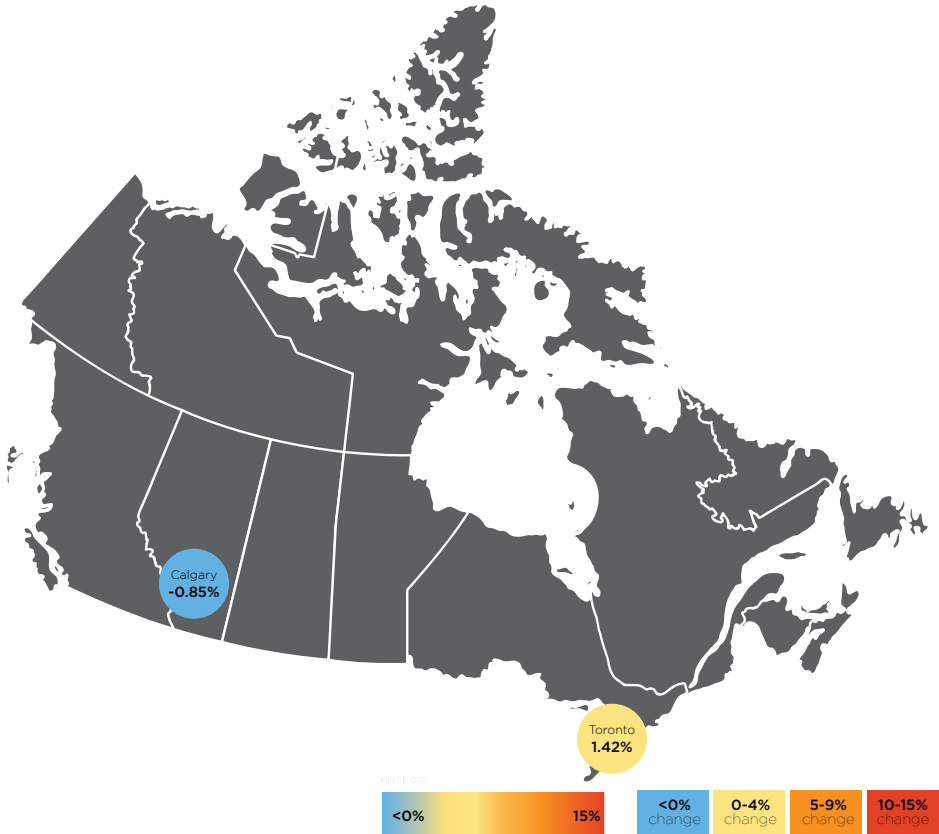 Calgary
-0.85%
Toronto
1.42%
change
<0% 15%
<0%
change
0-4%
change
5-9%
change
10-15%
change